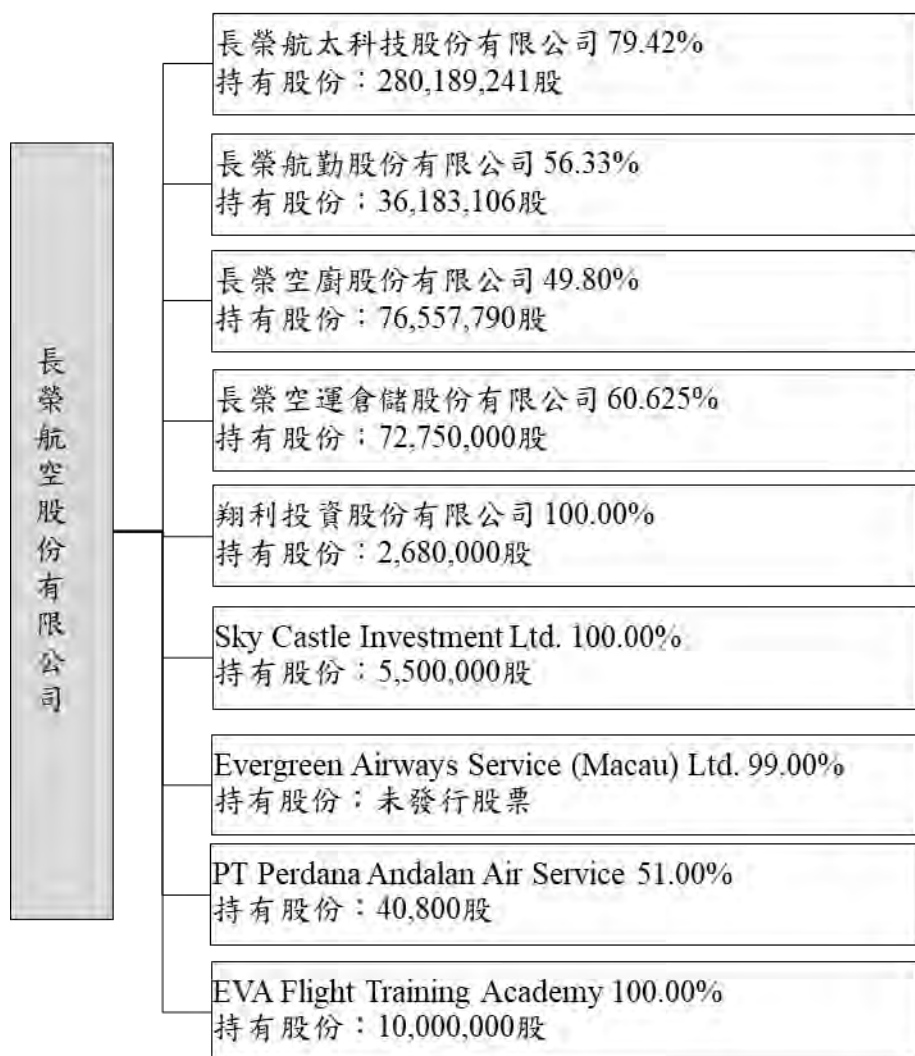 長榮航空股份有限公司
長榮航太科技股份有限公司 79.42%
持有股份：280,189,241股
長榮航勤股份有限公司 56.33%
持有股份：36,183,106股
長榮空廚股份有限公司 49.80%
持有股份：76,557,790股
長榮空運倉儲股份有限公司 60.625%
持有股份：72,750,000股
翔利投資股份有限公司 100.00%
持有股份：2,680,000股
Sky Castle Investment Ltd. 100.00%
持有股份：5,500,000股
Evergreen Airways Service (Macau) Ltd. 99.00%
持有股份：未發行股票
PT Perdana Andalan Air Service 51.00%
持有股份：40,800股
EVA Flight Training Academy 100.00%
持有股份：10,000,000股